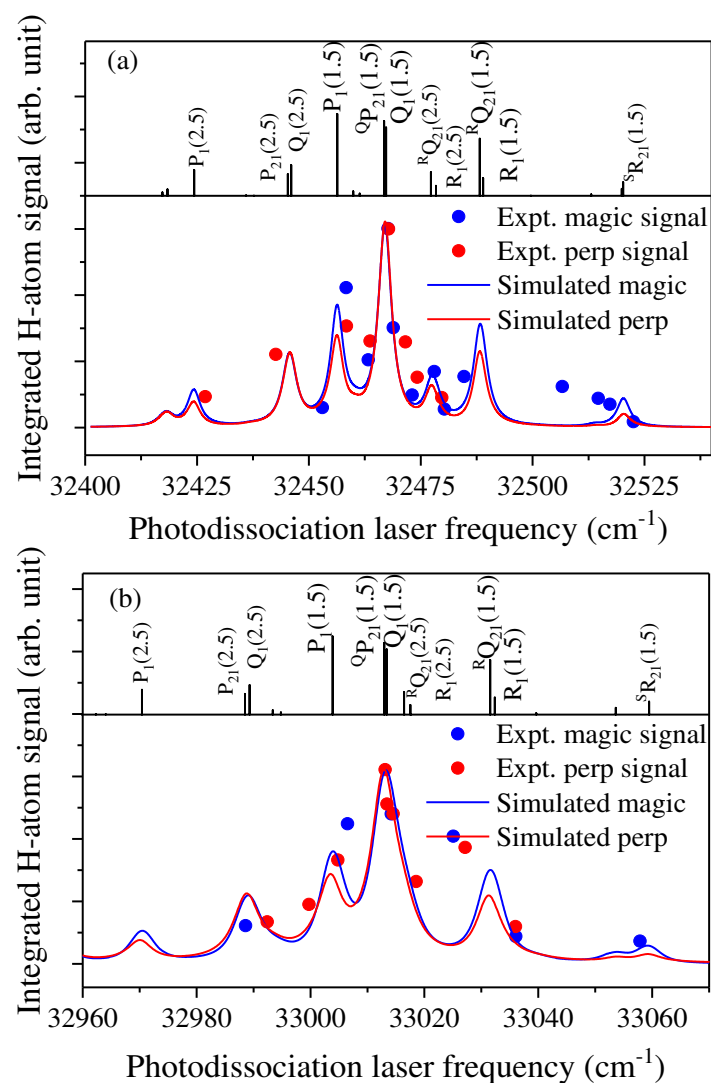 (a)
P₁(2.5)
P₂₁(2.5)
Q₁(2.5)
P₁(1.5)
ᵠP₂₁(1.5)
Q₁(1.5)
ᴿQ₂₁(2.5)
R₁(2.5)
ᴿQ₂₁(1.5)
R₁(1.5)
ˢR₂₁(1.5)
Integrated H-atom signal (arb. unit)
Expt. magic signal
Expt. perp signal
Simulated magic
Simulated perp
32400 32425 32450 32475 32500 32525
Photodissociation laser frequency (cm⁻¹)
(b)
P₁(2.5)
P₂₁(2.5)
Q₁(2.5)
P₁(1.5)
ᵠP₂₁(1.5)
Q₁(1.5)
ᴿQ₂₁(2.5)
R₁(2.5)
ᴿQ₂₁(1.5)
R₁(1.5)
ˢR₂₁(1.5)
Integrated H-atom signal (arb. unit)
Expt. magic signal
Expt. perp signal
Simulated magic
Simulated perp
32960 32980 33000 33020 33040 33060
Photodissociation laser frequency (cm⁻¹)